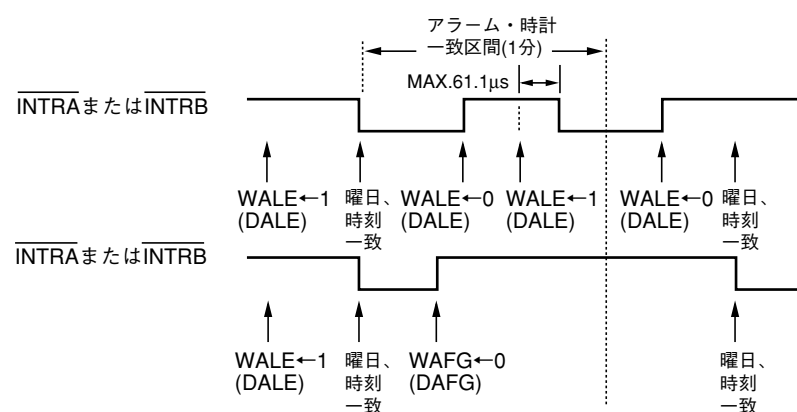 アラーム・時計
一致区間(1分)
MAX.61.1μs
INTRAまたはINTRB
WALE←1
(DALE)
曜日、
時刻
一致
WALE←0
(DALE)
WALE←1
(DALE)
WALE←0
(DALE)
曜日、
時刻
一致
INTRAまたはINTRB
WALE←1
(DALE)
曜日、
時刻
一致
WAFG←0
(DAFG)
曜日、
時刻
一致